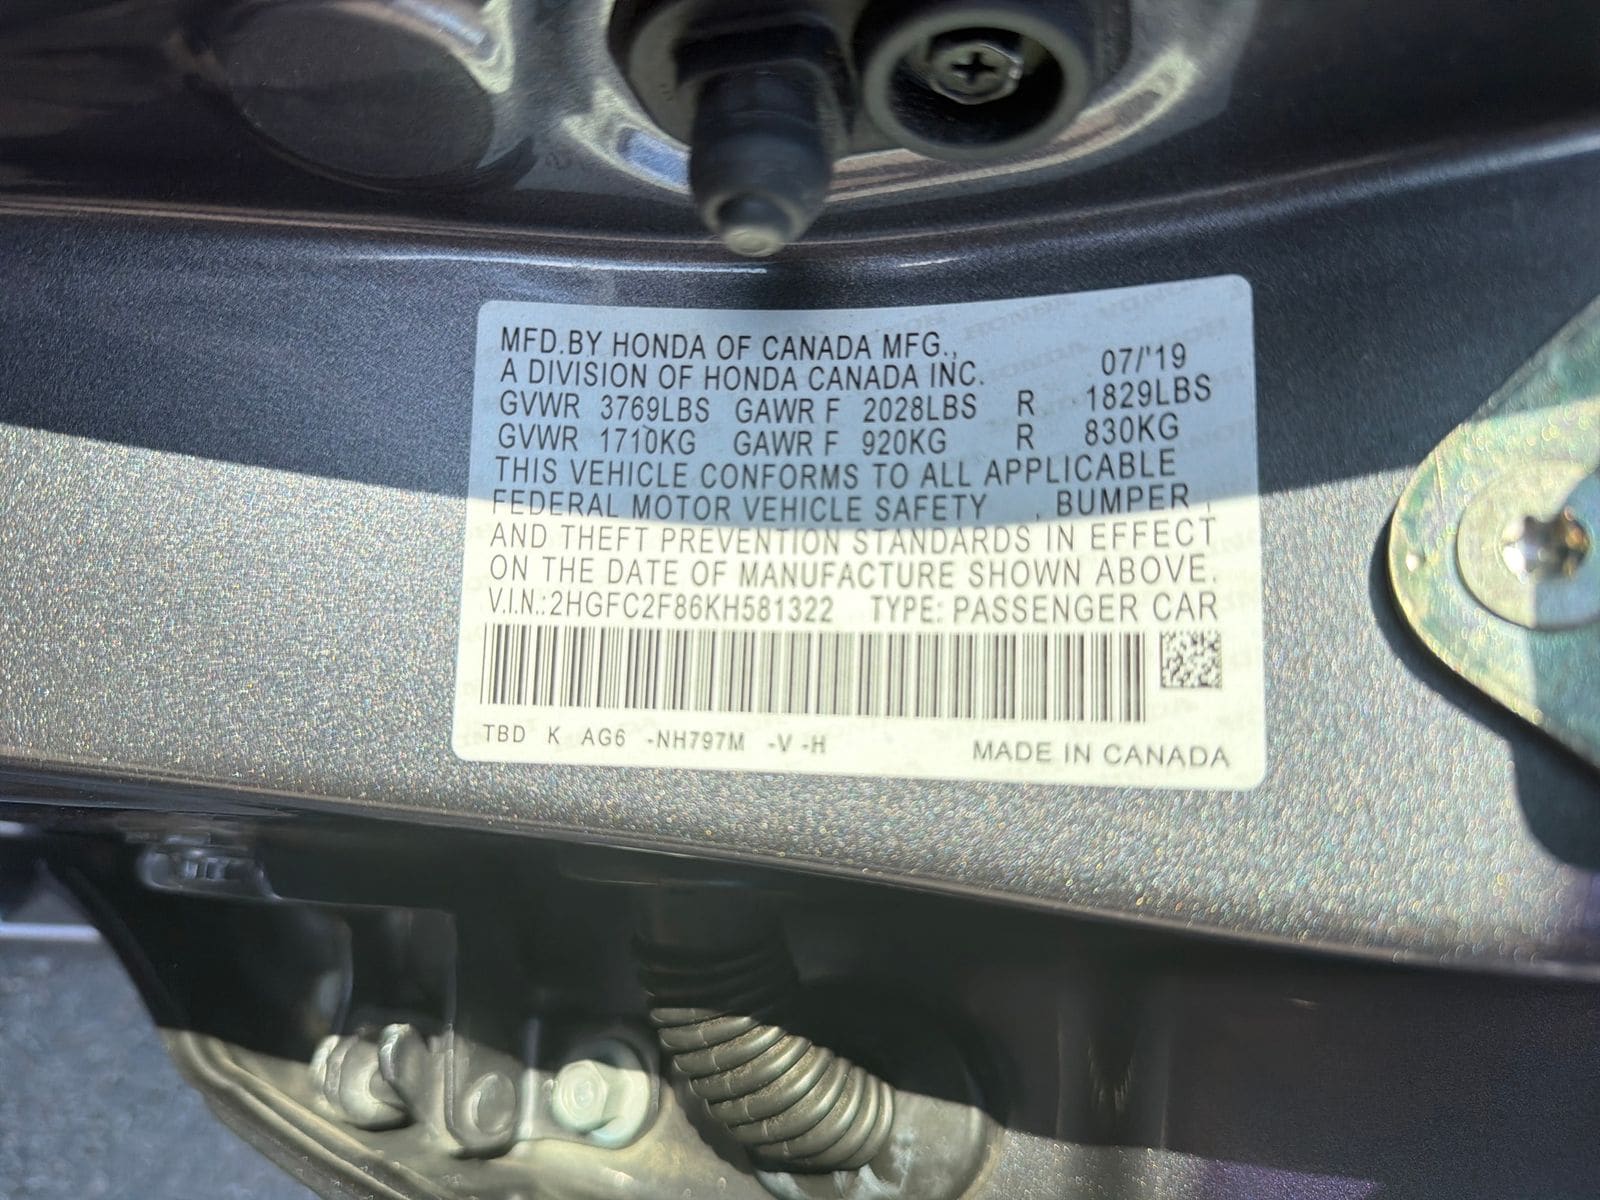 MFD.BY HONDA OF CANADA MFG.,
A DIVISION OF HONDA CANADA INC. 07/'19
GVWR 3769LBS GAWR F 2028LBS R 1829LBS
GVWR 1710KG GAWR F 920KG R 830KG
THIS VEHICLE CONFORMS TO ALL APPLICABLE
FEDERAL MOTOR VEHICLE SAFETY , BUMPER ,
AND THEFT PREVENTION STANDARDS IN EFFECT
ON THE DATE OF MANUFACTURE SHOWN ABOVE.
V.I.N.:2HGFC2F86KH581322 TYPE: PASSENGER CAR
TBD K AG6 -NH797M -V -H MADE IN CANADA